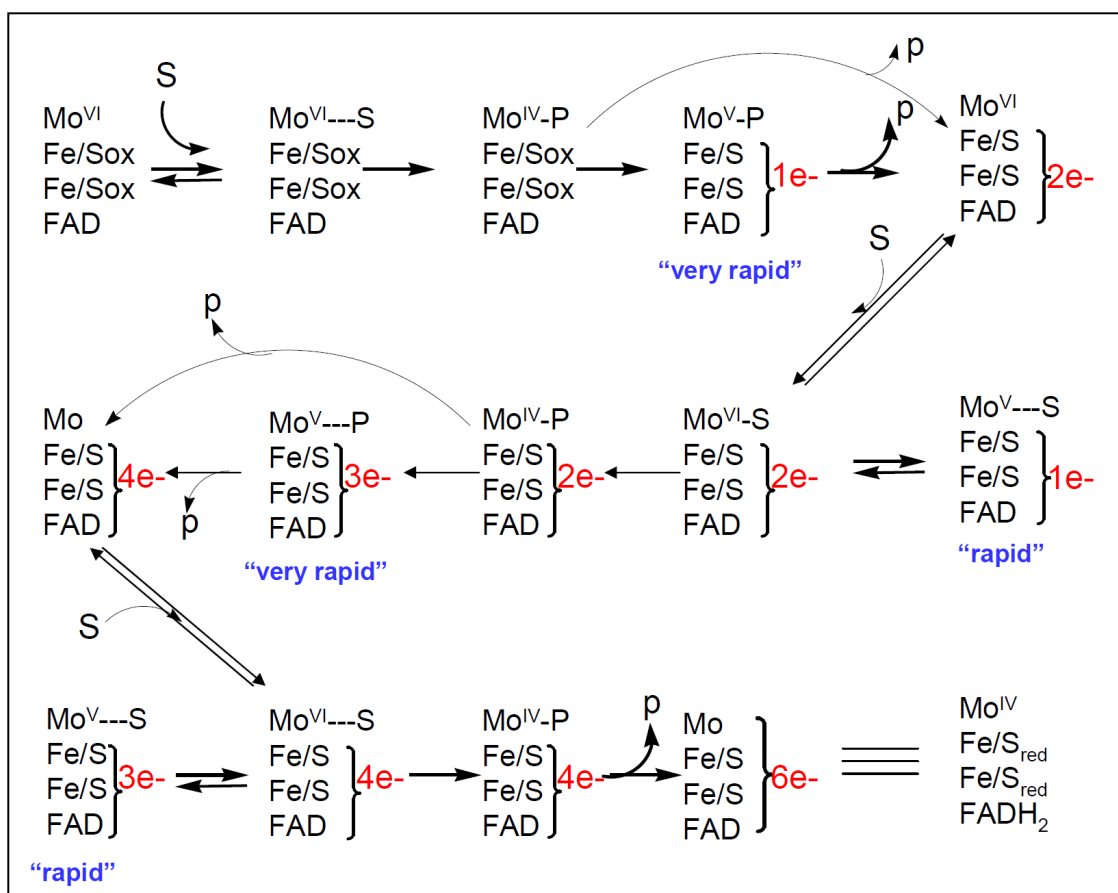 S
p
Mo^VI
Fe/Sox
Fe/Sox
FAD
Mo^VI---S
Fe/Sox
Fe/Sox
FAD
Mo^IV-P
Fe/Sox
Fe/Sox
FAD
Mo^V-P
Fe/S
Fe/S
FAD
1e-
“very rapid”
p
Mo^VI
Fe/S
Fe/S
FAD
2e-
S
p
Mo
Fe/S
Fe/S
FAD
4e-
p
Mo^V---P
Fe/S
Fe/S
FAD
3e-
“very rapid”
Mo^IV-P
Fe/S
Fe/S
FAD
2e-
Mo^VI-S
Fe/S
Fe/S
FAD
2e-
Mo^V---S
Fe/S
Fe/S
FAD
1e-
“rapid”
S
Mo^V---S
Fe/S
Fe/S
FAD
3e-
“rapid”
Mo^VI---S
Fe/S
Fe/S
FAD
4e-
Mo^IV-P
Fe/S
Fe/S
FAD
4e-
p
Mo
Fe/S
Fe/S
FAD
6e-
Mo^IV
Fe/S_red
Fe/S_red
FADH_2